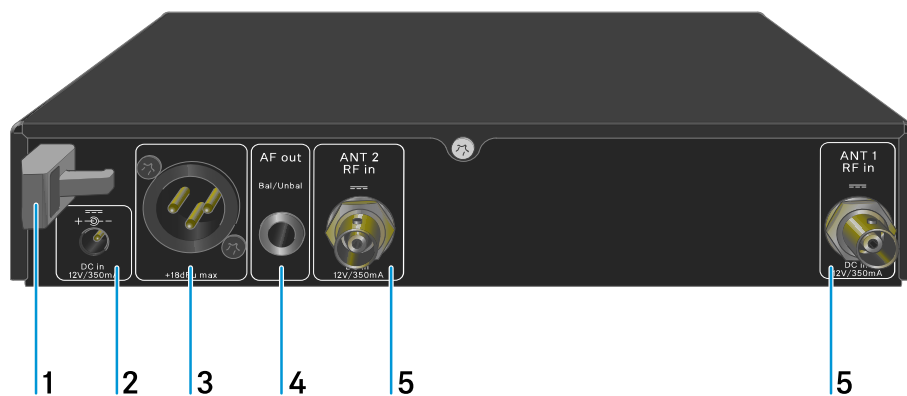 AF out
Bal/Unbal
ANT 2
RF in
ANT 1
RF in
+ -
DC in
12V/350mA
+18dBu max
12V/350mA
DC in
12V/350mA
1
2
3
4
5
5